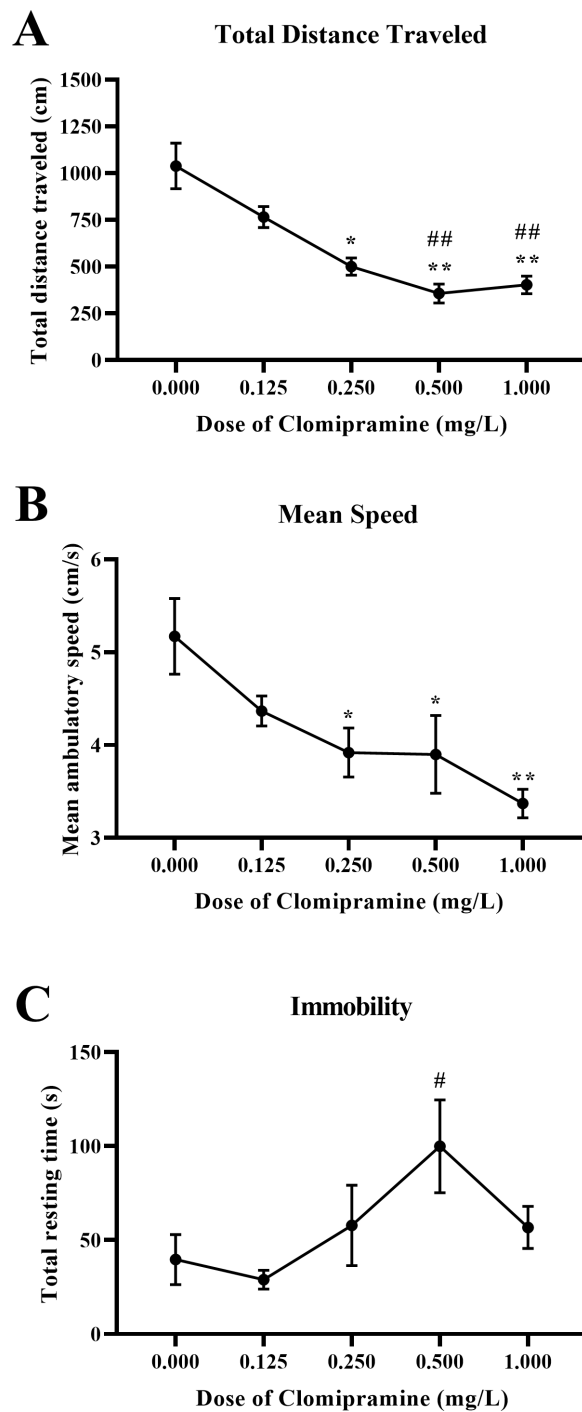 A
Total Distance Traveled
Total distance traveled (cm)
1500
1250
1000
750
500
250
0
*
##
**
##
**
0.000 0.125 0.250 0.500 1.000
Dose of Clomipramine (mg/L)
B
Mean Speed
Mean ambulatory speed (cm/s)
6
5
4
3
*
*
**
0.000 0.125 0.250 0.500 1.000
Dose of Clomipramine (mg/L)
C
Immobility
Total resting time (s)
150
100
50
0
#
0.000 0.125 0.250 0.500 1.000
Dose of Clomipramine (mg/L)